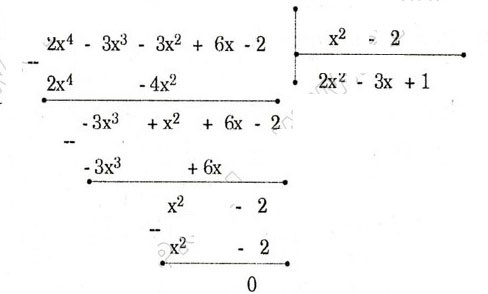 2x⁴ - 3x³ - 3x² + 6x - 2 | x² - 2
–
2x⁴ - 4x² | 2x² - 3x + 1
- 3x³ + x² + 6x - 2
–
- 3x³ + 6x
x² - 2
–
x² - 2
0